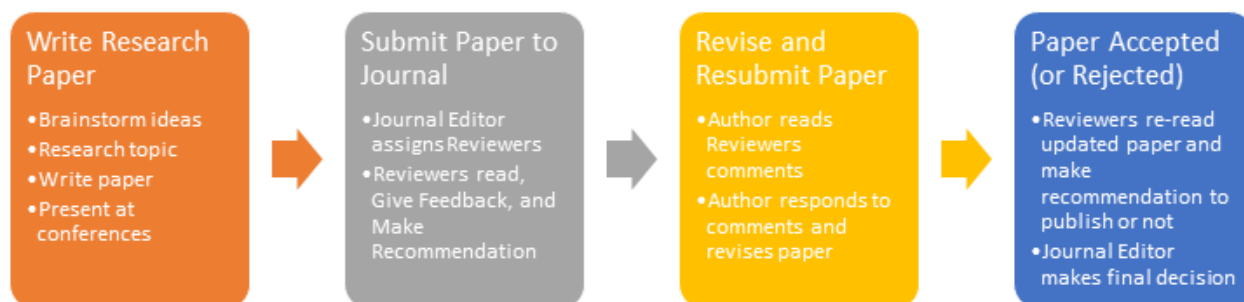 Write Research
Paper
•Brainstorm ideas
•Research topic
•Write paper
•Present at
conferences
Submit Paper to
Journal
•Journal Editor
assigns Reviewers
•Reviewers read,
Give Feedback, and
Make
Recommendation
Revise and
Resubmit Paper
•Author reads
Reviewers
comments
•Author responds to
comments and
revises paper
Paper Accepted
(or Rejected)
•Reviewers re-read
updated paper and
make
recommendation to
publish or not
•Journal Editor
makes final decision